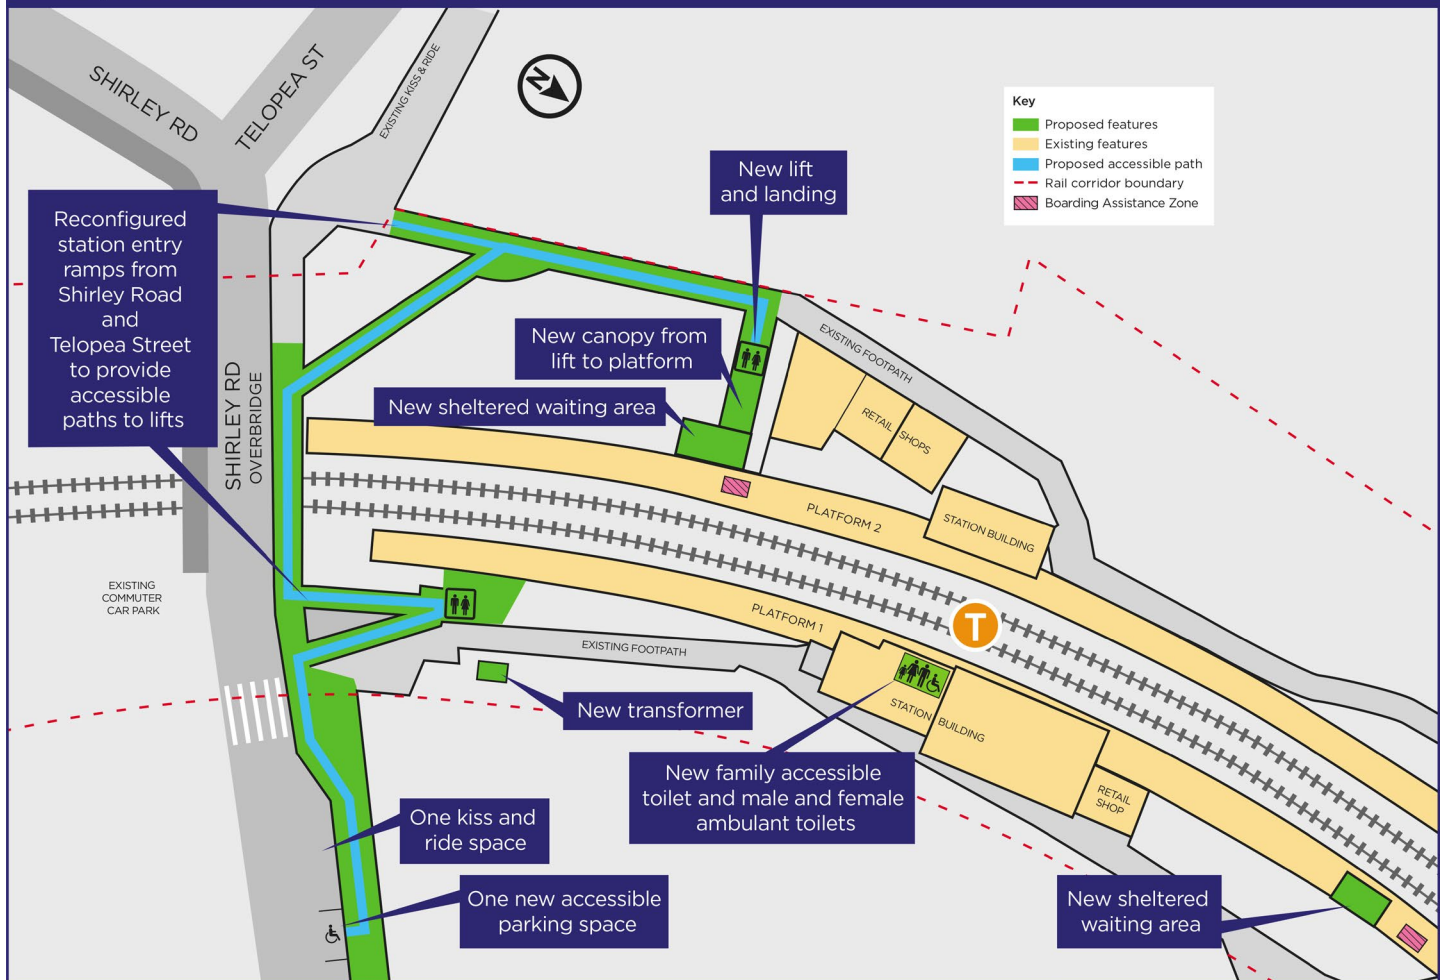 SHIRLEY RD
TELOPEA ST
EXISTING KISS & RIDE
N
Key
Proposed features
Existing features
Proposed accessible path
Rail corridor boundary
Boarding Assistance Zone
New lift
and landing
Reconfigured
station entry
ramps from
Shirley Road
and
Telopea Street
to provide
accessible
paths to lifts
New canopy from
lift to platform
New sheltered waiting area
EXISTING FOOTPATH
RETAIL SHOPS
SHIRLEY RD
OVERBRIDGE
PLATFORM 2
STATION BUILDING
EXISTING
COMMUTER
CAR PARK
PLATFORM 1
T
EXISTING FOOTPATH
New transformer
STATION BUILDING
New family accessible
toilet and male and female
ambulant toilets
RETAIL
SHOP
One kiss and
ride space
One new accessible
parking space
New sheltered
waiting area